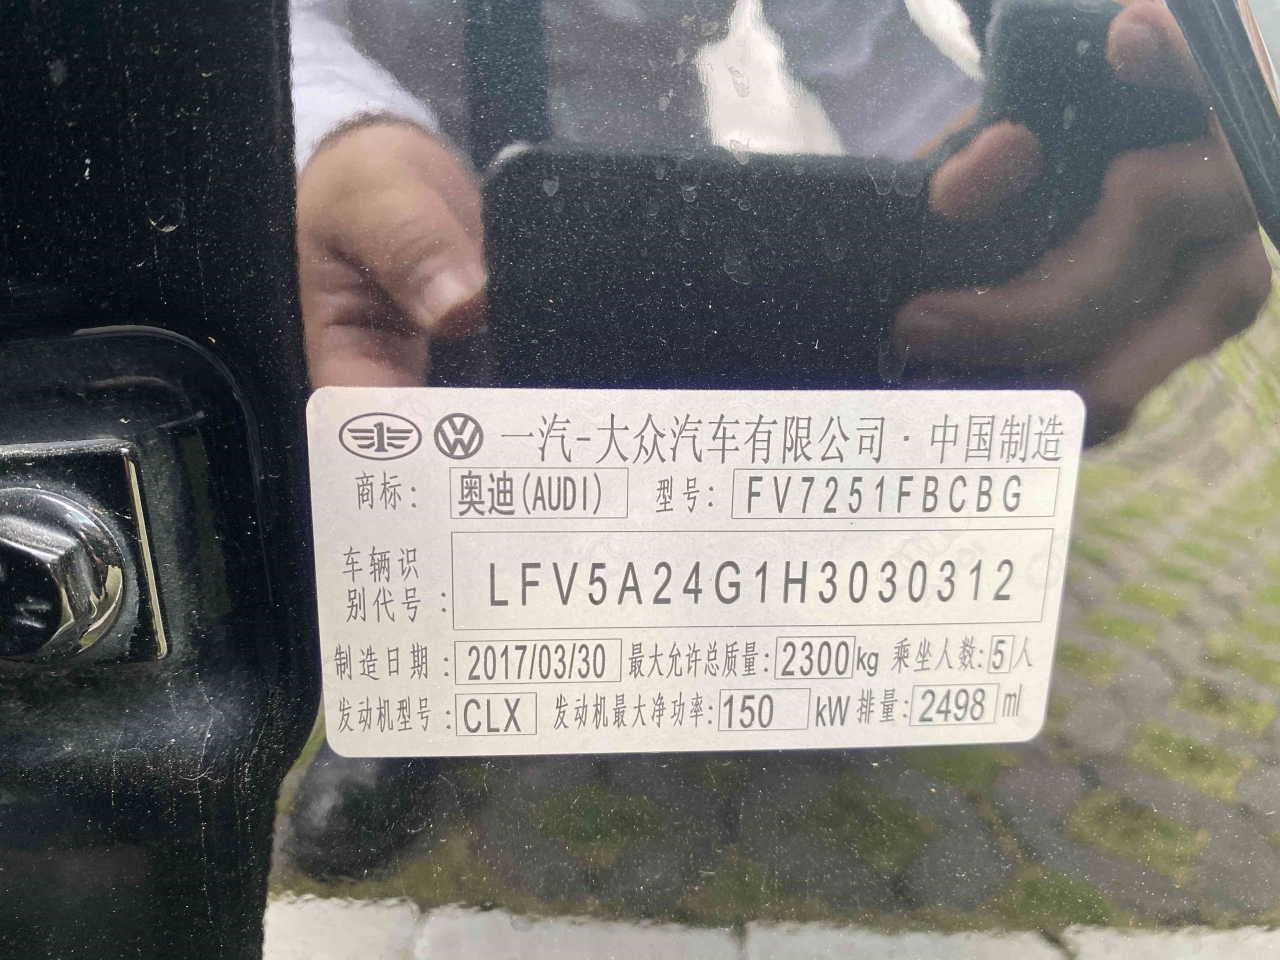 一汽-大众汽车有限公司·中国制造
商标: 奥迪(AUDI) 型号: FV7251FBCBG
车辆识别代号: LFV5A24G1H3030312
制造日期: 2017/03/30 最大允许总质量: 2300kg 乘坐人数: 5人
发动机型号: CLX 发动机最大净功率: 150 kW 排量: 2498 ml